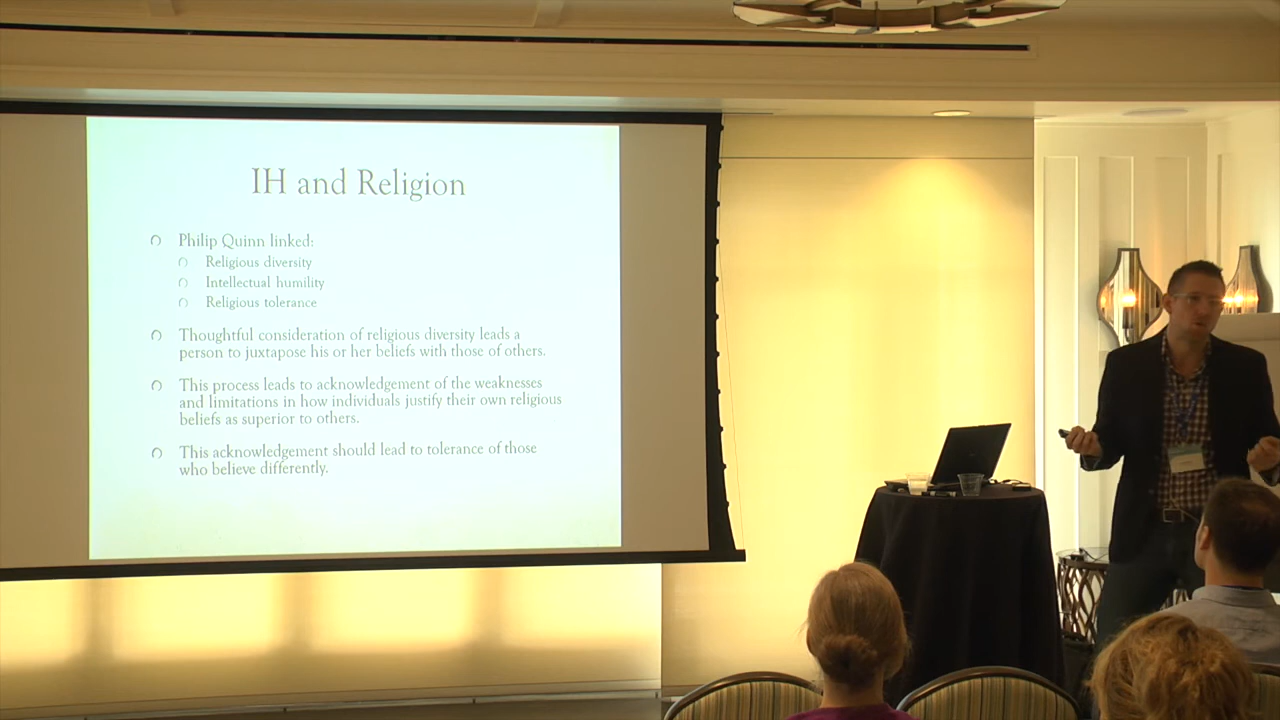 IH and Religion
Philip Quinn linked:
Religious diversity
Intellectual humility
Religious tolerance
Thoughtful consideration of religious diversity leads a
person to juxtapose his or her beliefs with those of others.
This process leads to acknowledgement of the weaknesses
and limitations in how individuals justify their own religious
beliefs as superior to others.
This acknowledgement should lead to tolerance of those
who believe differently.